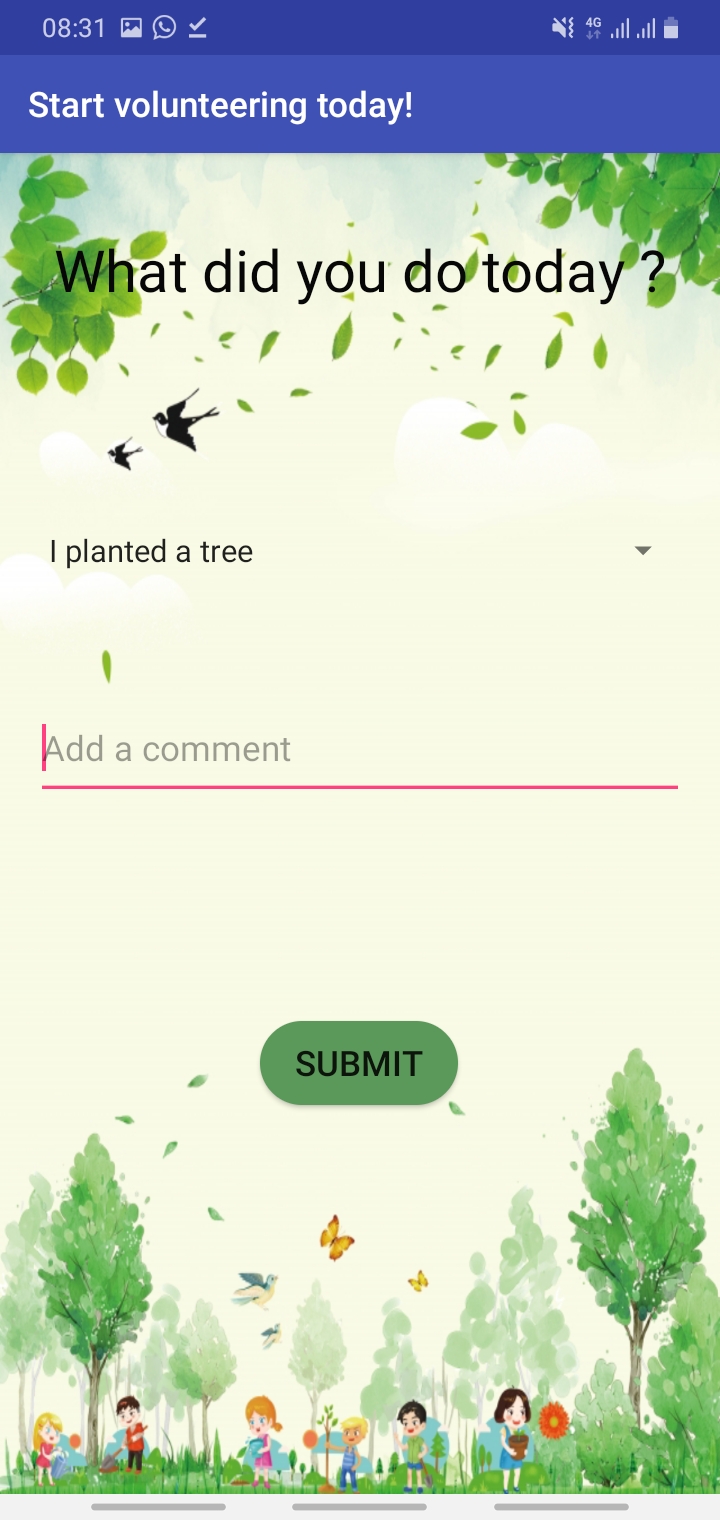 08:31 4G
Start volunteering today!
What did you do today ?
I planted a tree
Add a comment
SUBMIT